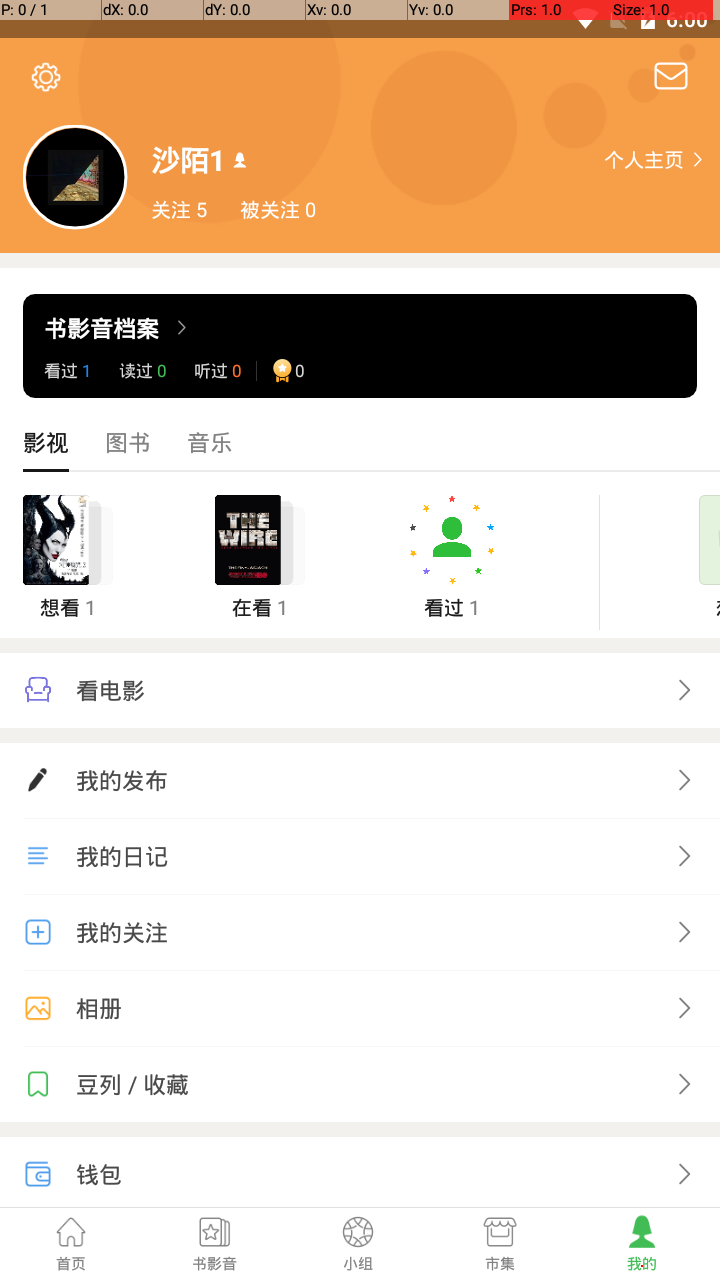 P: 0 / 1 dX: 0.0 dY: 0.0 Xv: 0.0 Yv: 0.0 Prs: 1.0 Size: 1.0
6:00
沙陌1
个人主页
关注 5 被关注 0
书影音档案
看过 1 读过 0 听过 0 0
影视 图书 音乐
THE WIRE
想看 1 在看 1 看过 1
看电影
我的发布
我的日记
我的关注
相册
豆列 / 收藏
钱包
首页 书影音 小组 市集 我的